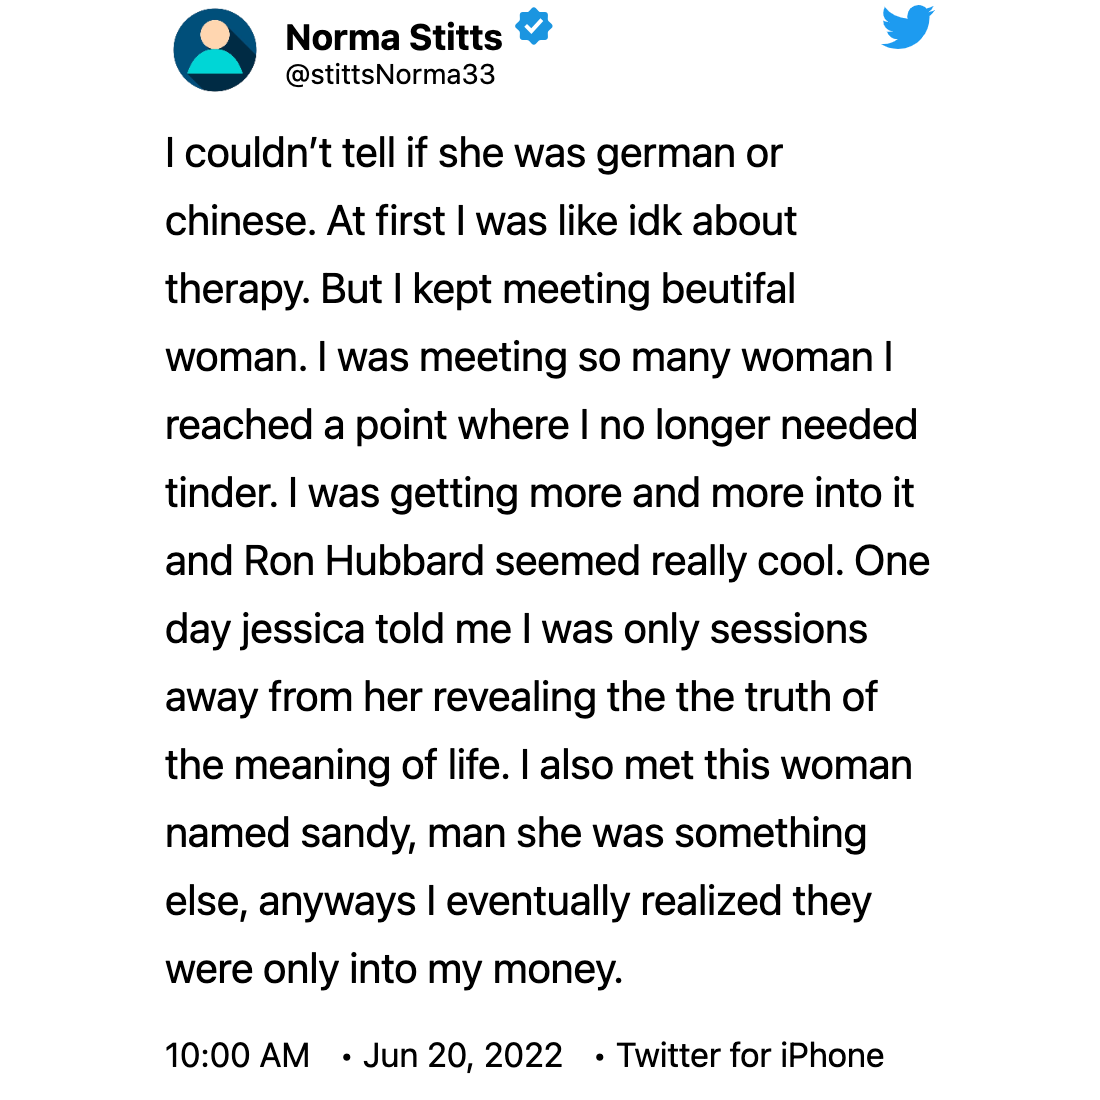 Norma Stitts
@stittsNorma33
I couldn’t tell if she was german or
chinese. At first I was like idk about
therapy. But I kept meeting beutifal
woman. I was meeting so many woman I
reached a point where I no longer needed
tinder. I was getting more and more into it
and Ron Hubbard seemed really cool. One
day jessica told me I was only sessions
away from her revealing the the truth of
the meaning of life. I also met this woman
named sandy, man she was something
else, anyways I eventually realized they
were only into my money.
10:00 AM • Jun 20, 2022 • Twitter for iPhone